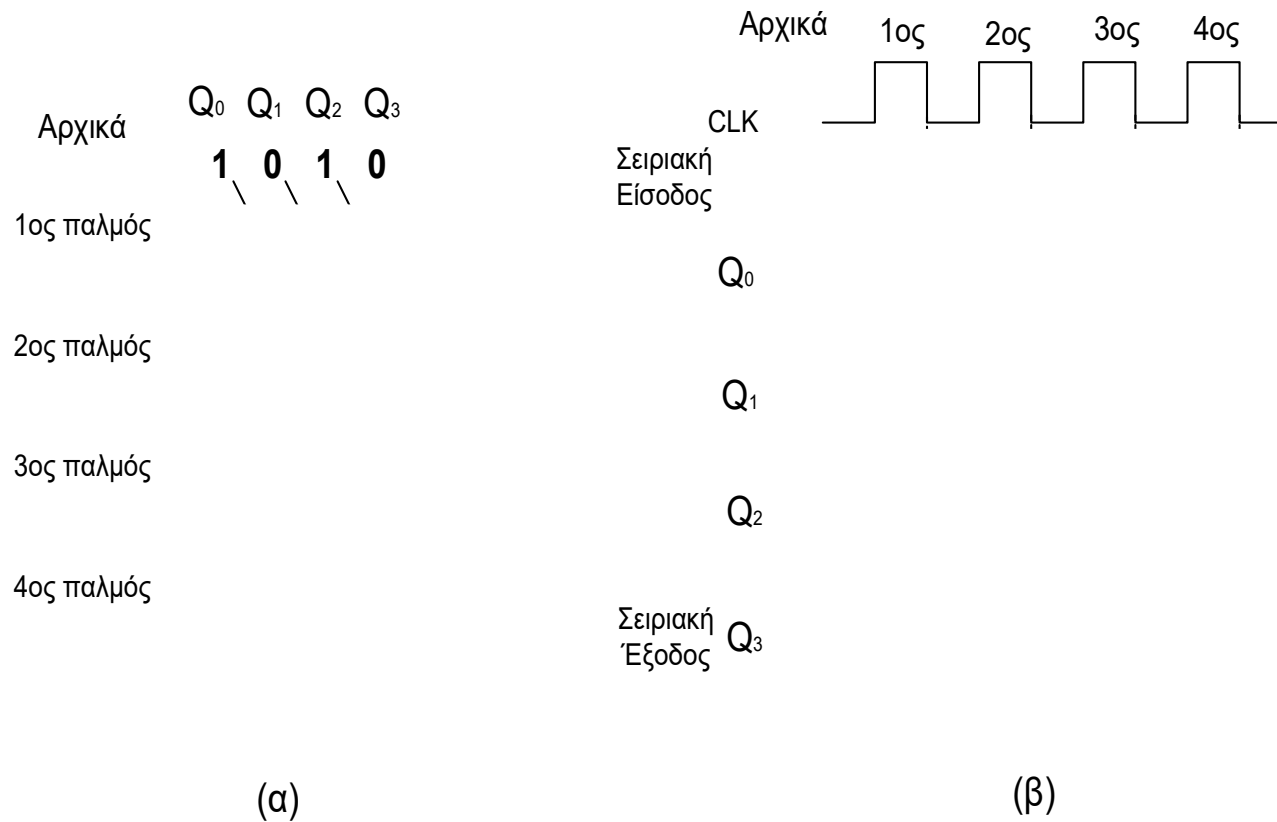 Αρχικά
Q₀ Q₁ Q₂ Q₃
1 0 1 0
1ος παλμός
2ος παλμός
3ος παλμός
4ος παλμός
(α)
Αρχικά 1ος 2ος 3ος 4ος
CLK
Σειριακή
Είσοδος
Q₀
Q₁
Q₂
Σειριακή
Έξοδος
Q₃
(β)